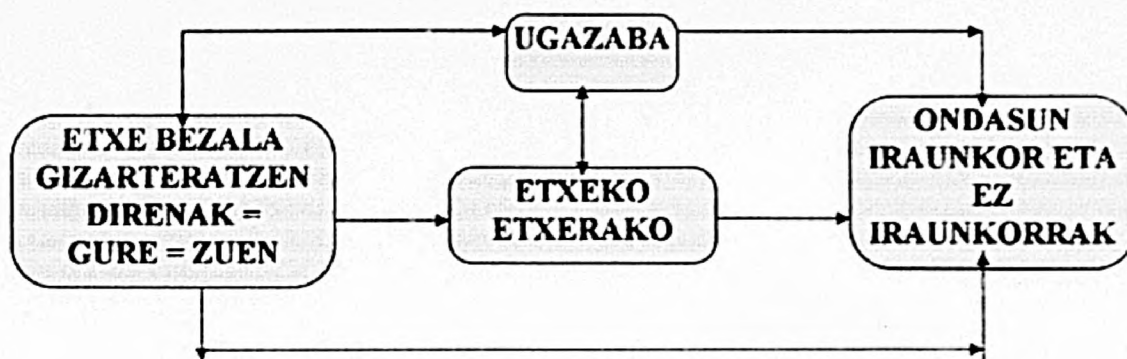 UGAZABA
ETXE BEZALA
GIZARTERATZEN
DIRENAK =
GURE = ZUEN
ETXEKO
ETXERAKO
ONDASUN
IRAUNKOR ETA
EZ
IRAUNKORRAK